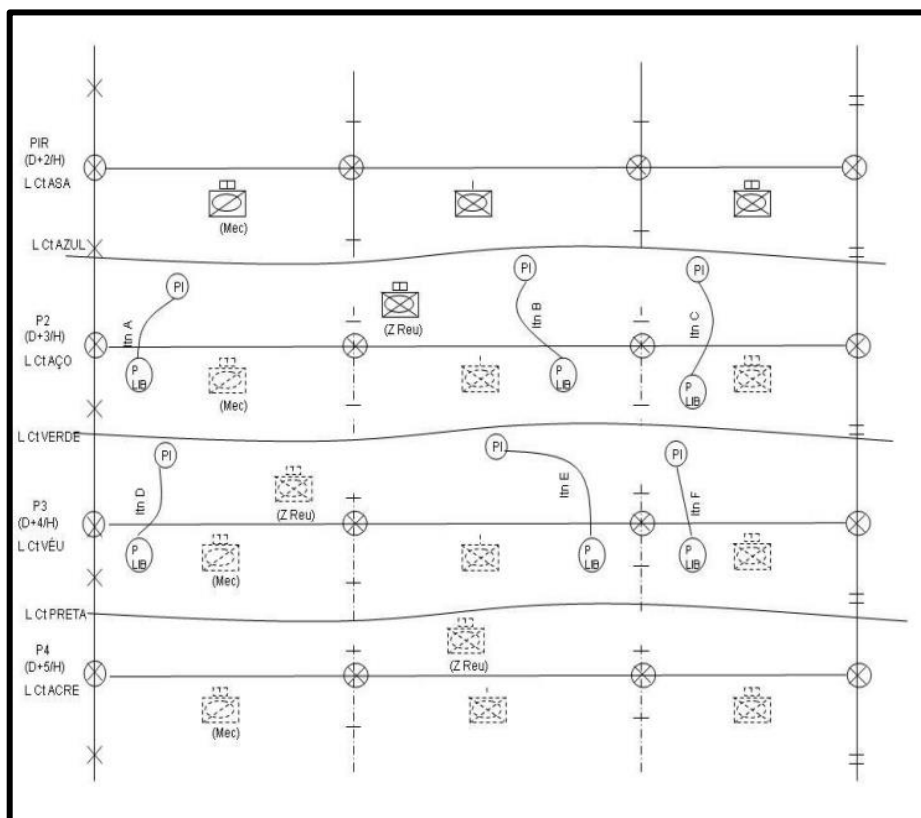 PIR
(D+2/H)
L Ct ASA
(Mec)
L Ct AZUL
PI
PI
PI
Itn A
Itn B
Itn C
(Z Reu)
P2
(D+3/H)
L Ct AÇO
P
LIB
P
LIB
P
LIB
(Mec)
L Ct VERDE
PI
PI
PI
Itn D
Itn E
Itn F
(Z Reu)
P3
(D+4/H)
L Ct VÉU
P
LIB
P
LIB
P
LIB
(Mec)
L Ct PRETA
P4
(D+5/H)
L Ct ACRE
(Z Reu)
(Mec)